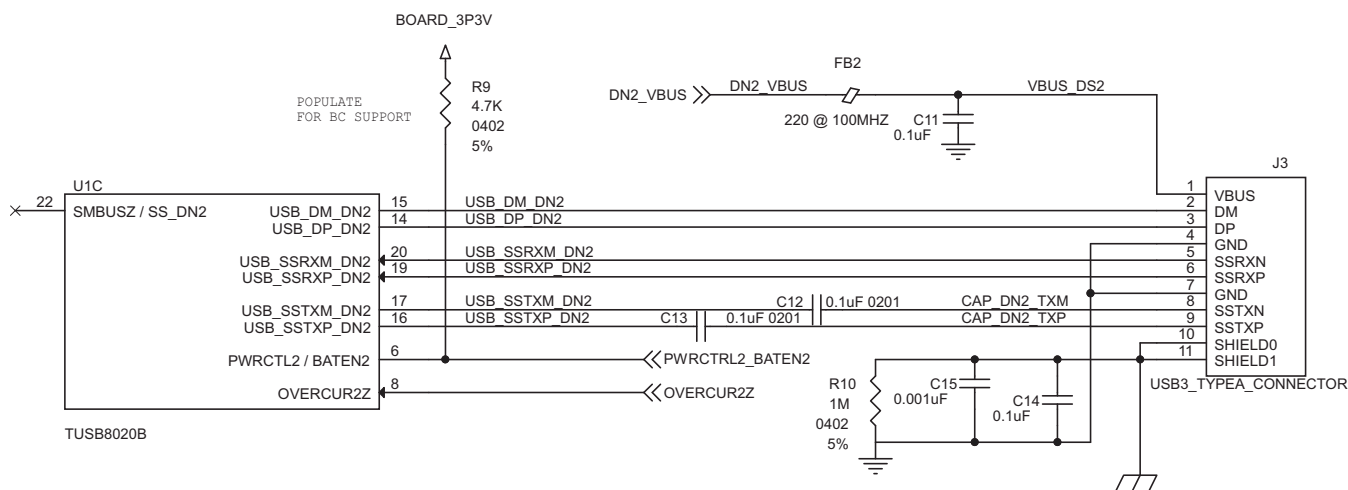 BOARD_3P3V
FB2
R9
4.7K
0402
5%
POPULATE
FOR BC SUPPORT
DN2_VBUS
DN2_VBUS
VBUS_DS2
220 @ 100MHZ
C11
0.1uF
J3
U1C
22
SMBUSZ / SS_DN2
USB_DM_DN2
15
USB_DM_DN2
USB_DP_DN2
14
USB_DP_DN2
USB_SSRXM_DN2
20
USB_SSRXM_DN2
USB_SSRXP_DN2
19
USB_SSRXP_DN2
USB_SSTXM_DN2
17
USB_SSTXM_DN2
C12
0.1uF 0201
CAP_DN2_TXM
USB_SSTXP_DN2
16
USB_SSTXP_DN2
C13
0.1uF 0201
CAP_DN2_TXP
PWRCTL2 / BATEN2
6
PWRCTRL2_BATEN2
OVERCUR2Z
8
OVERCUR2Z
TUSB8020B
1
VBUS
2
DM
3
DP
4
GND
5
SSRXN
6
SSRXP
7
GND
8
SSTXN
9
SSTXP
10
SHIELD0
11
SHIELD1
USB3_TYPEA_CONNECTOR
R10
1M
0402
5%
C15
0.001uF
C14
0.1uF